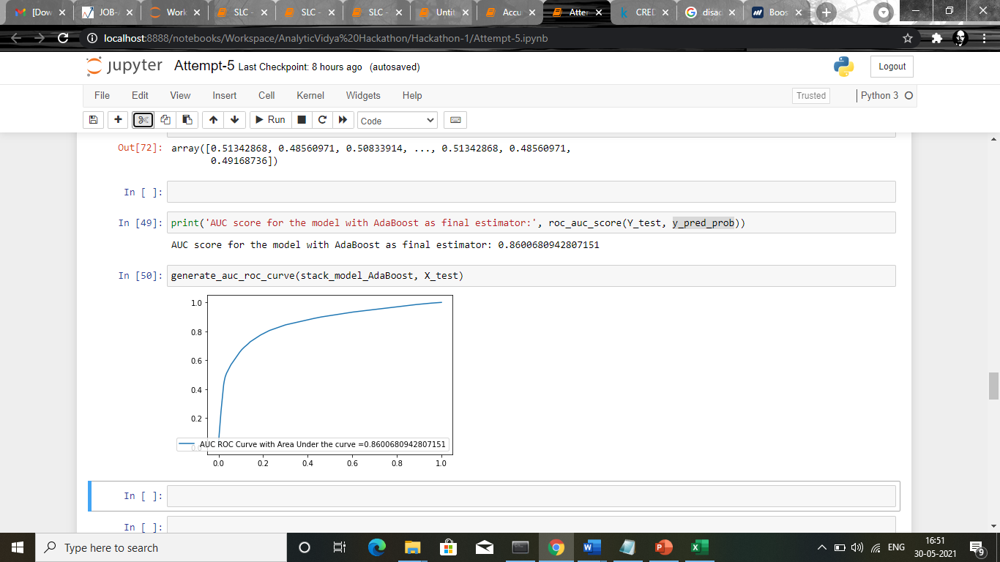 [Dow
JOB-A
Work
SLC -
SLC -
SLC -
Untit
Accu
Atter
CRED
disac
Boos
localhost:8888/notebooks/Workspace/AnalyticVidya%20Hackathon/Hackathon-1/Attempt-5.ipynb
jupyter Attempt-5 Last Checkpoint: 8 hours ago (autosaved)
Logout
File Edit View Insert Cell Kernel Widgets Help
Trusted
Python 3
Run
Code
Out[72]: array([0.51342868, 0.48560971, 0.50833914, ..., 0.51342868, 0.48560971,
0.49168736])
In [ ]:
In [49]: print('AUC score for the model with AdaBoost as final estimator:', roc_auc_score(Y_test, y_pred_prob))
AUC score for the model with AdaBoost as final estimator: 0.8600680942807151
In [50]: generate_auc_roc_curve(stack_model_AdaBoost, X_test)
1.0
0.8
0.6
0.4
0.2
0.0
AUC ROC Curve with Area Under the curve =0.8600680942807151
0.0 0.2 0.4 0.6 0.8 1.0
In [ ]:
In [ ]:
Type here to search
ENG
16:51
30-05-2021
9